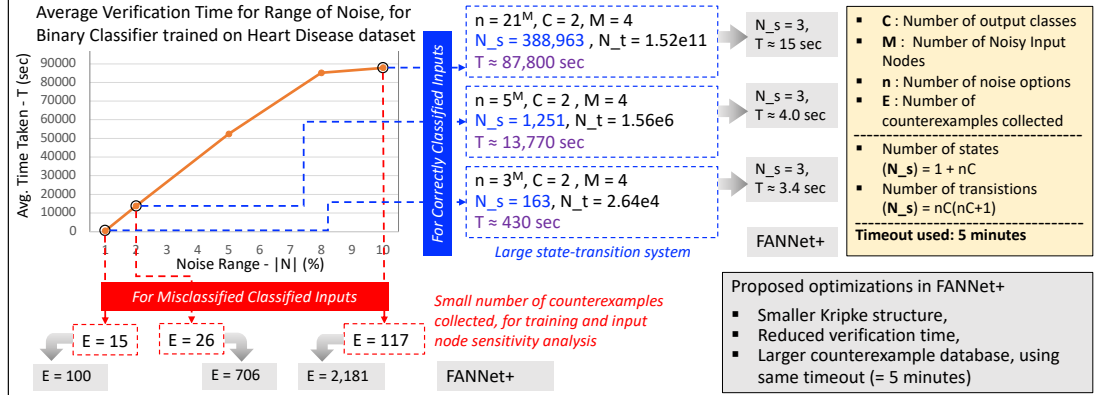 Average Verification Time for Range of Noise, for
Binary Classifier trained on Heart Disease dataset
Avg. Time Taken - T (sec)
90000
80000
70000
60000
50000
40000
30000
20000
10000
0
1 2 3 4 5 6 7 8 9 10
Noise Range - |N| (%)
For Correctly Classified Inputs
n = 21^M, C = 2, M = 4
N_s = 388,963 , N_t = 1.52e11
T ≈ 87,800 sec
n = 5^M, C = 2 , M = 4
N_s = 1,251, N_t = 1.56e6
T ≈ 13,770 sec
n = 3^M, C = 2 , M = 4
N_s = 163, N_t = 2.64e4
T ≈ 430 sec
Large state-transition system
N_s = 3,
T ≈ 15 sec
N_s = 3,
T ≈ 4.0 sec
N_s = 3,
T ≈ 3.4 sec
FANNet+
▪ C : Number of output classes
▪ M : Number of Noisy Input
Nodes
▪ n : Number of noise options
▪ E : Number of
counterexamples collected
▪ Number of states
(N_s) = 1 + nC
▪ Number of transistions
(N_s) = nC(nC+1)
Timeout used: 5 minutes
For Misclassified Classified Inputs
E = 15
E = 26
E = 117
Small number of counterexamples
collected, for training and input
node sensitivity analysis
E = 100
E = 706
E = 2,181
FANNet+
Proposed optimizations in FANNet+
▪ Smaller Kripke structure,
▪ Reduced verification time,
▪ Larger counterexample database, using
same timeout (= 5 minutes)